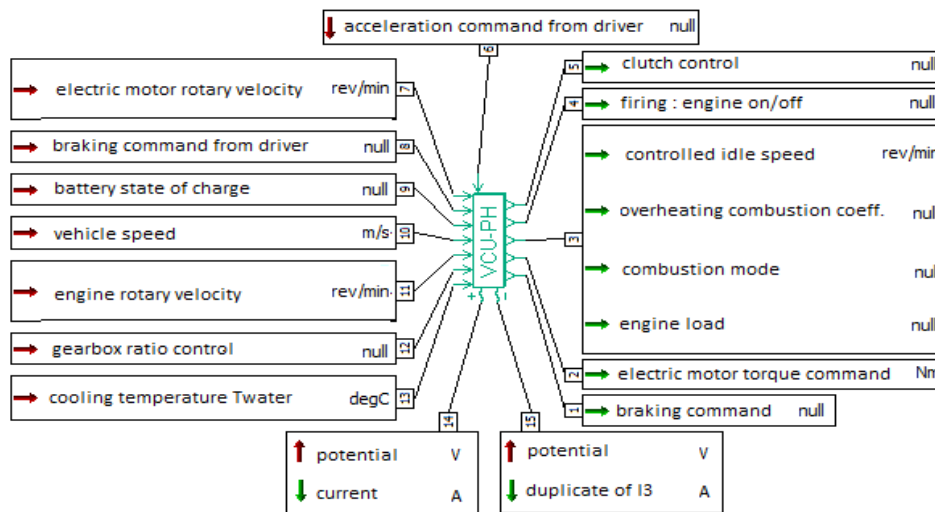 acceleration command from driver null
6
electric motor rotary velocity rev/min
7
braking command from driver null
8
battery state of charge null
9
vehicle speed m/s
10
engine rotary velocity rev/min
11
gearbox ratio control null
12
cooling temperature Twater degC
13
VCU-PH
+ -
clutch control null
5
firing : engine on/off null
4
controlled idle speed rev/min
overheating combustion coeff. null
3
combustion mode null
engine load null
electric motor torque command Nm
2
braking command null
1
14
potential V
current A
15
potential V
duplicate of I3 A